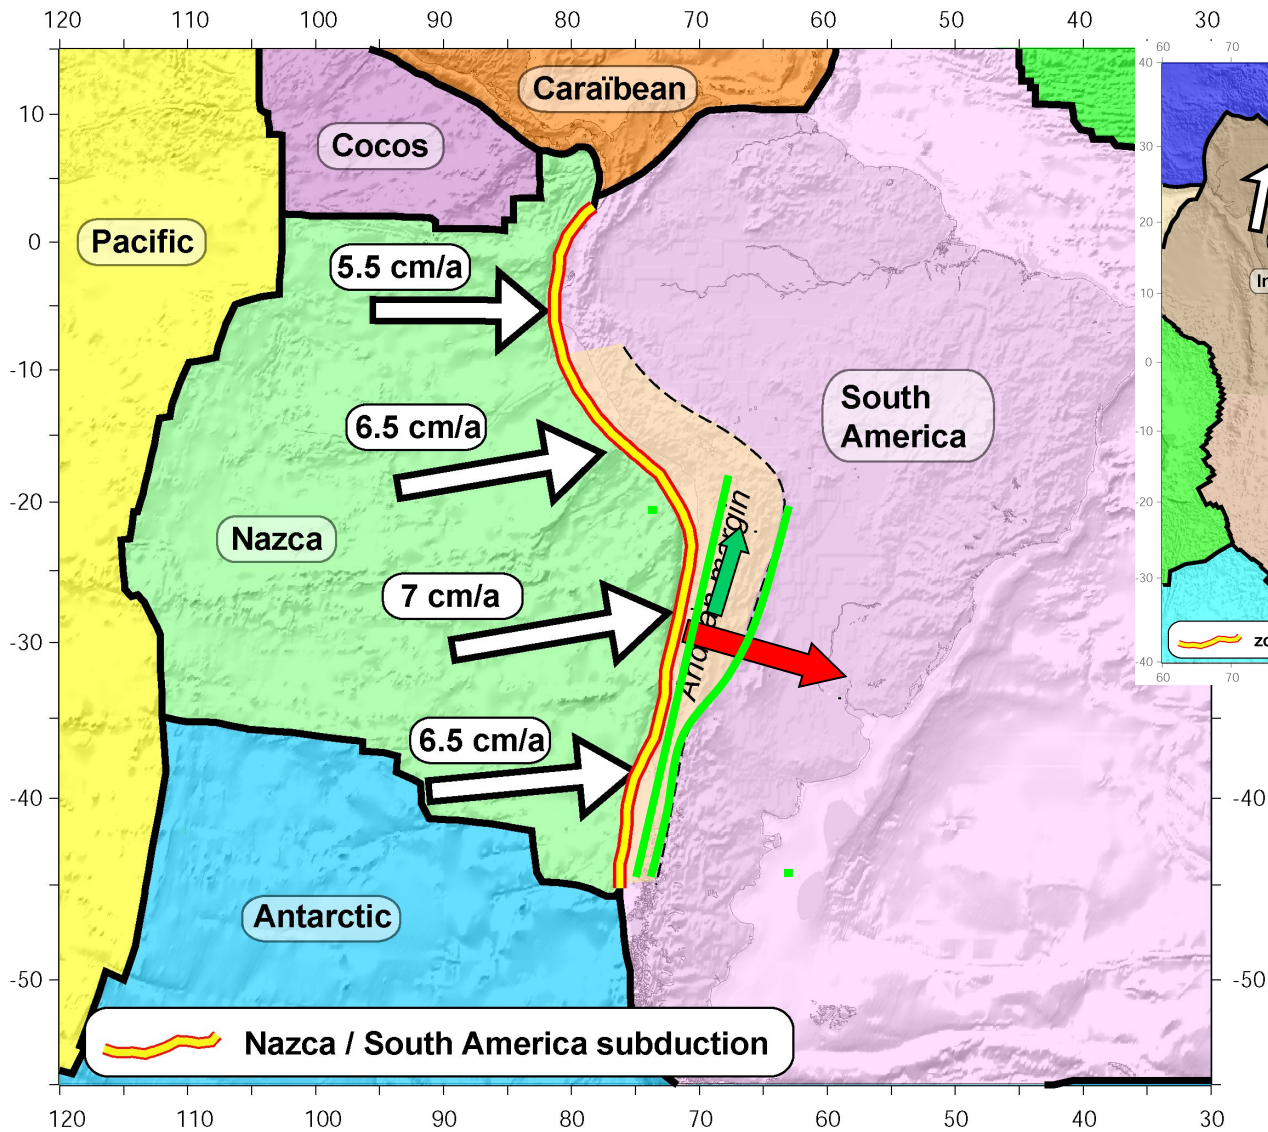 120 100 90 80 70 60 50 40 30
60 70
40
Caraïbean
10
Cocos
30
Pacific
0
20
5.5 cm/a
In
10
0
-10
South
America
6.5 cm/a
-10
-20
-20
Nazca
Andean margin
7 cm/a
-30
-30
zo
-40
60 70
6.5 cm/a
-40
-40
Antarctic
-50
-50
Nazca / South America subduction
120 110 100 90 80 70 60 50 40 30